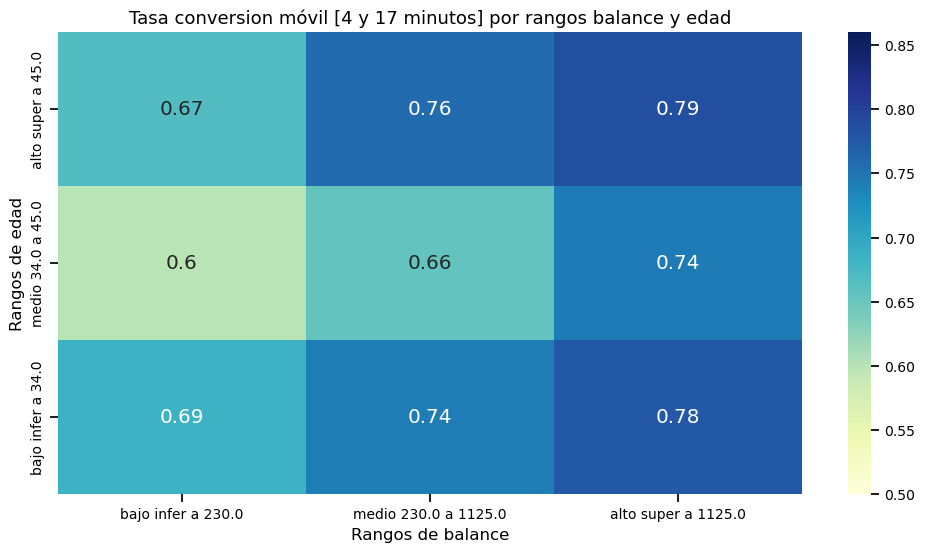 Tasa conversion móvil [4 y 17 minutos] por rangos balance y edad
Rangos de edad
alto super a 45.0
medio 34.0 a 45.0
bajo infer a 34.0
0.67 0.76 0.79
0.6 0.66 0.74
0.69 0.74 0.78
bajo infer a 230.0 medio 230.0 a 1125.0 alto super a 1125.0
Rangos de balance
0.85
0.80
0.75
0.70
0.65
0.60
0.55
0.50